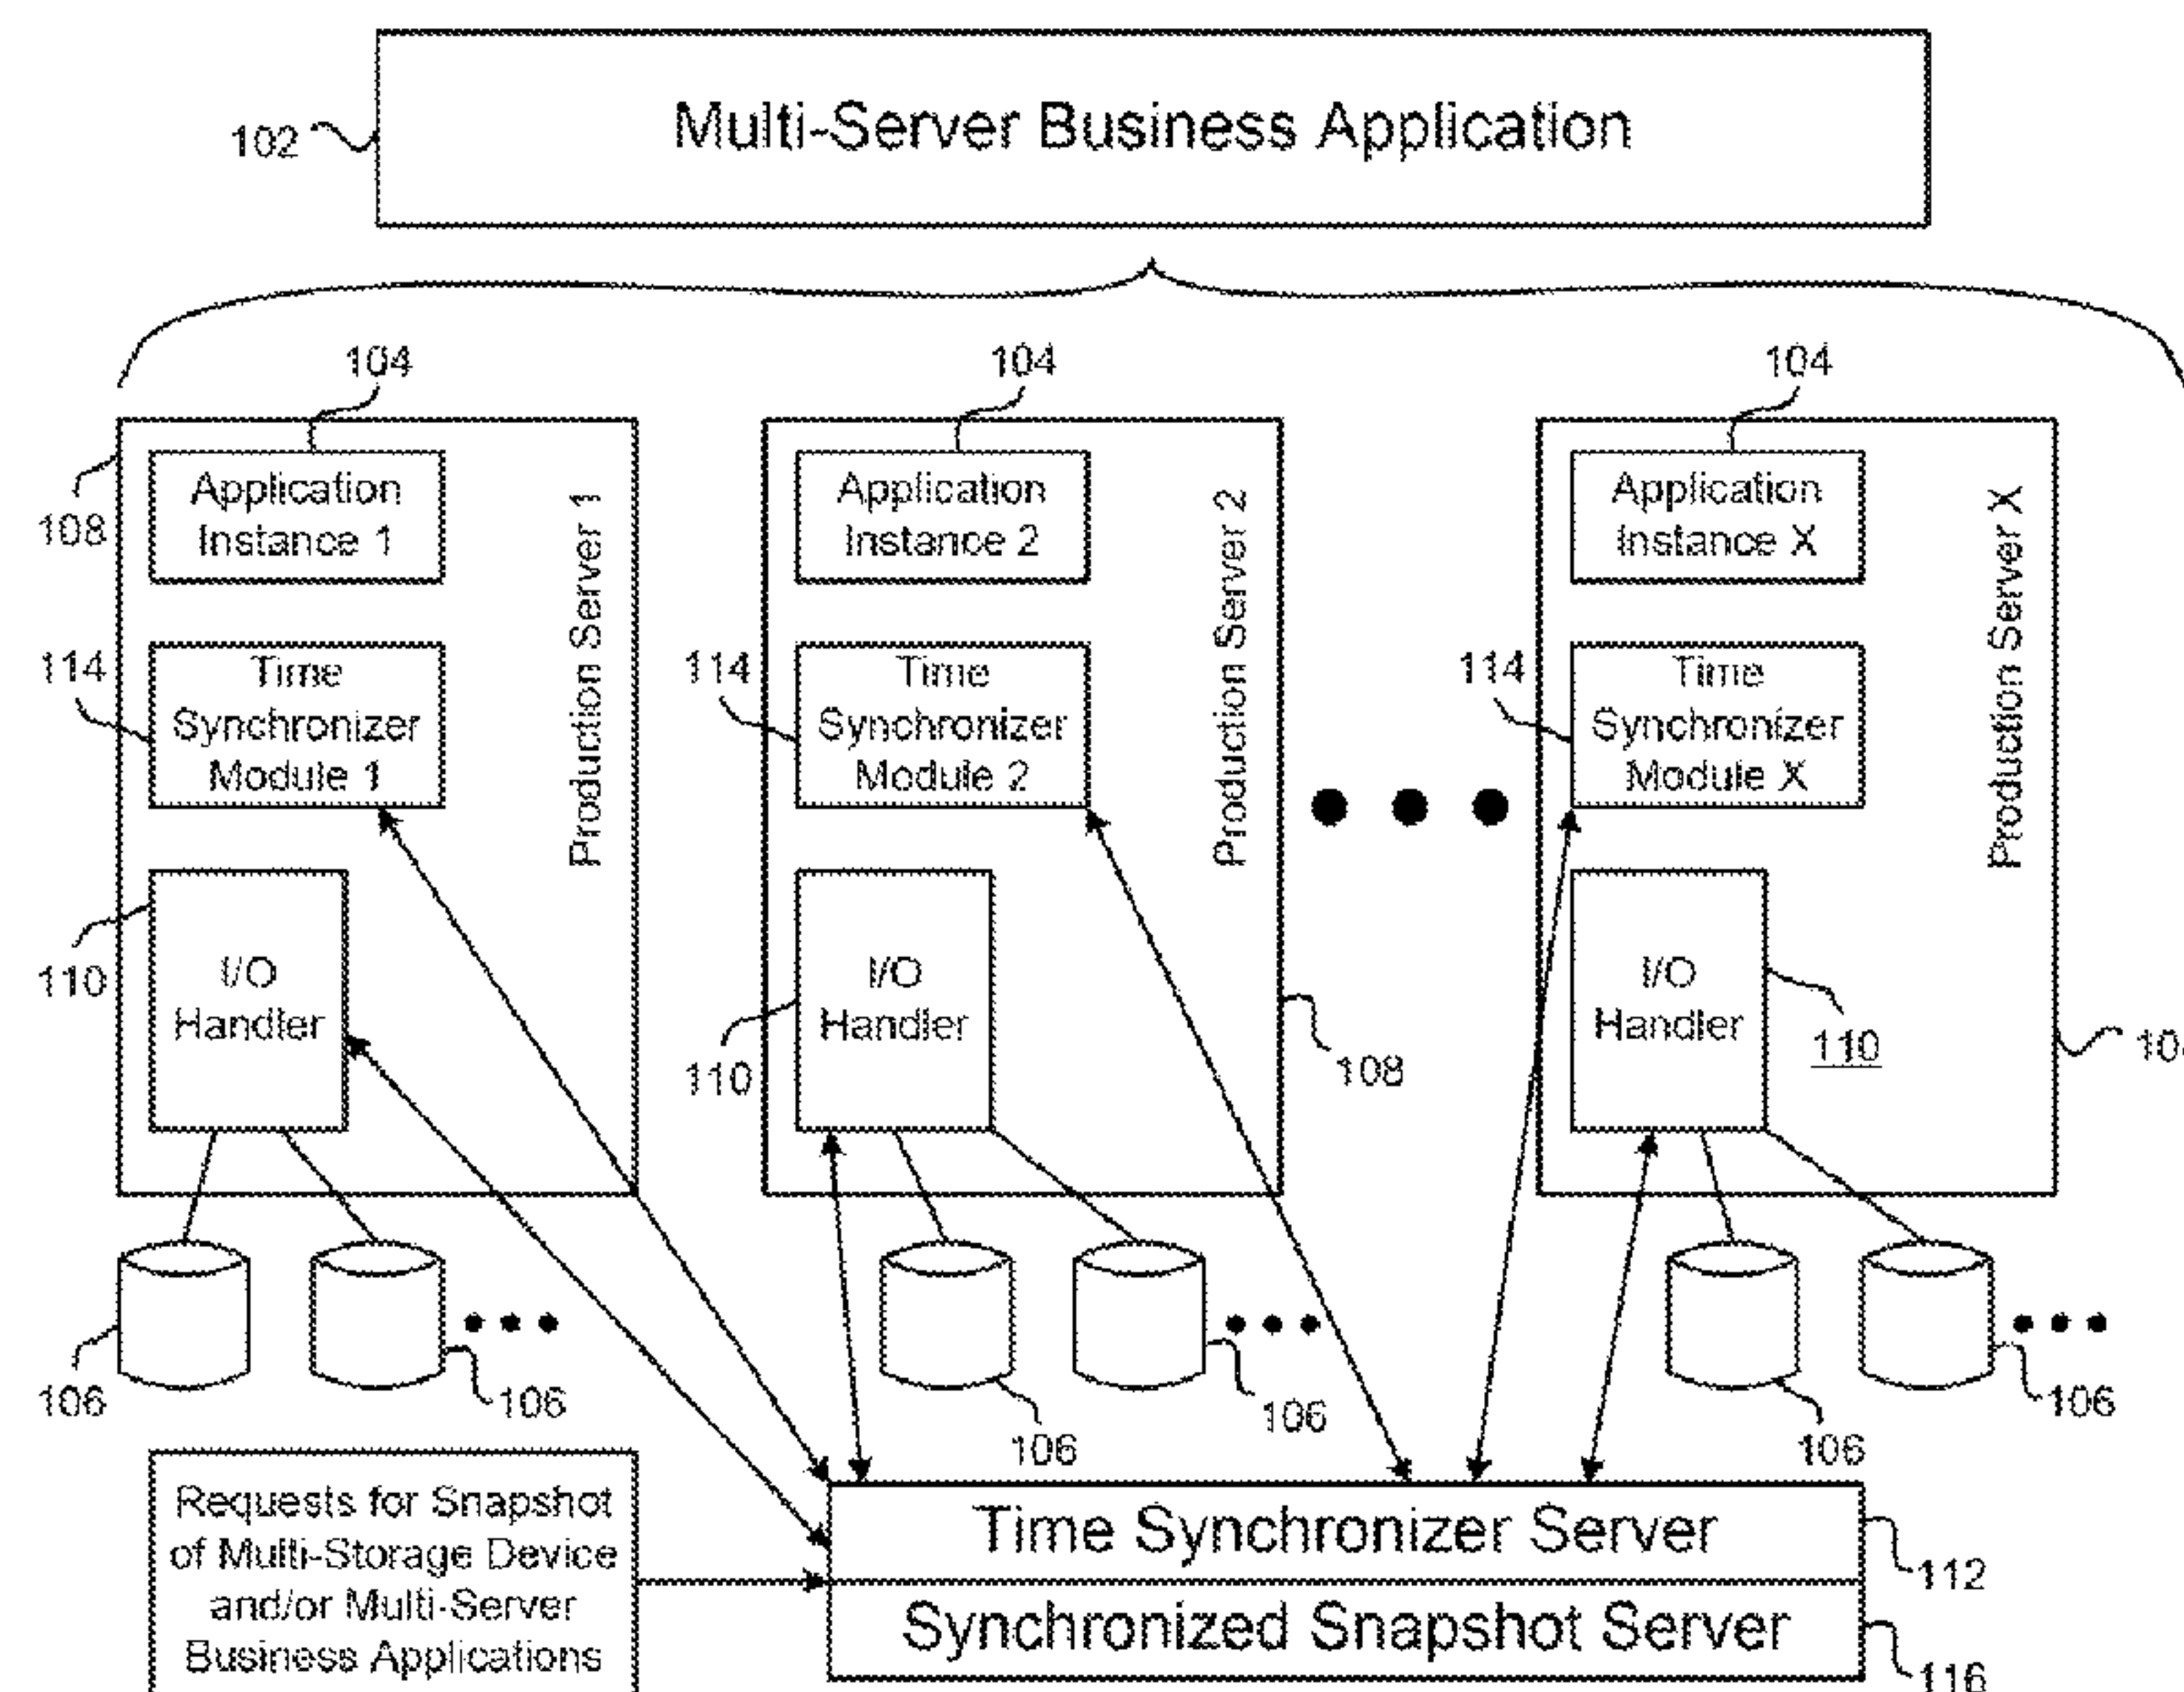 Multi-Server Business Application
102
104
104
104
Application
Instance 1
Application
Instance 2
Application
Instance X
108
Production Server 1
Production Server 2
Production Server X
114
Time
Synchronizer
Module 1
114
Time
Synchronizer
Module 2
114
Time
Synchronizer
Module X
110
I/O
Handler
110
I/O
Handler
108
I/O
Handler
110
106
106
106
106
106
106
Requests for Snapshot
of Multi-Storage Device
and/or Multi-Server
Business Applications
Time Synchronizer Server
112
Synchronized Snapshot Server
116